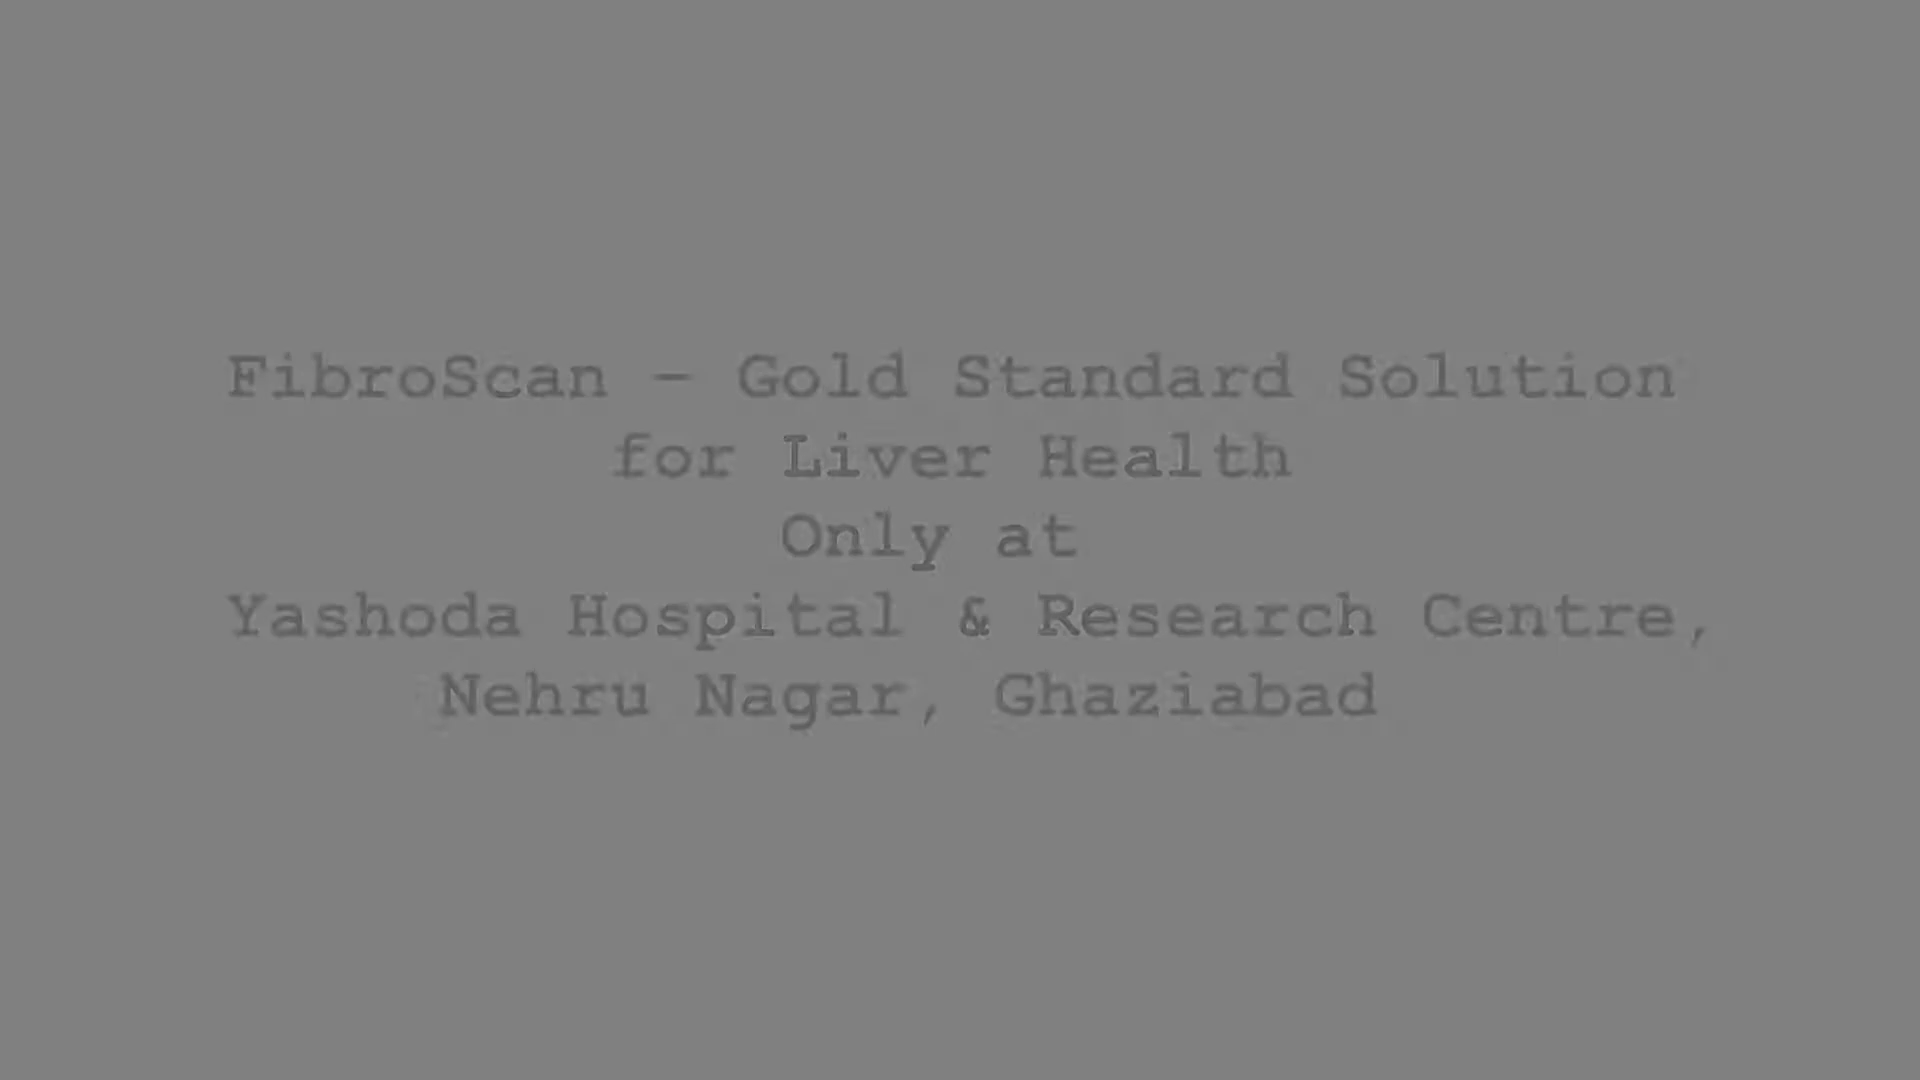 FibroScan – Gold Standard Solution
for Liver Health
Only at
Yashoda Hospital & Research Centre,
Nehru Nagar, Ghaziabad